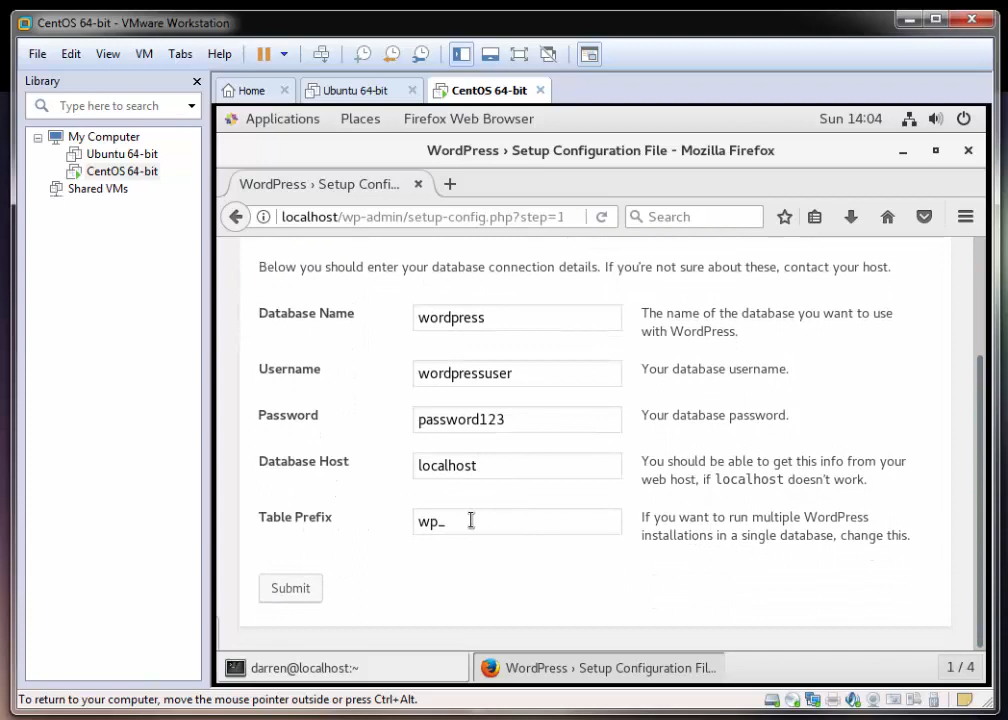 CentOS 64-bit - VMware Workstation
File Edit View VM Tabs Help
Library
Type here to search
My Computer
Ubuntu 64-bit
CentOS 64-bit
Shared VMs
Home Ubuntu 64-bit CentOS 64-bit
Applications Places Firefox Web Browser Sun 14:04
WordPress › Setup Configuration File - Mozilla Firefox
WordPress › Setup Confi...
localhost/wp-admin/setup-config.php?step=1 Search
Below you should enter your database connection details. If you're not sure about these, contact your host.
Database Name wordpress The name of the database you want to use
with WordPress.
Username wordpressuser Your database username.
Password password123 Your database password.
Database Host localhost You should be able to get this info from your
web host, if localhost doesn't work.
Table Prefix wp_ If you want to run multiple WordPress
installations in a single database, change this.
Submit
darren@localhost:~ WordPress › Setup Configuration Fil... 1 / 4
To return to your computer, move the mouse pointer outside or press Ctrl+Alt.